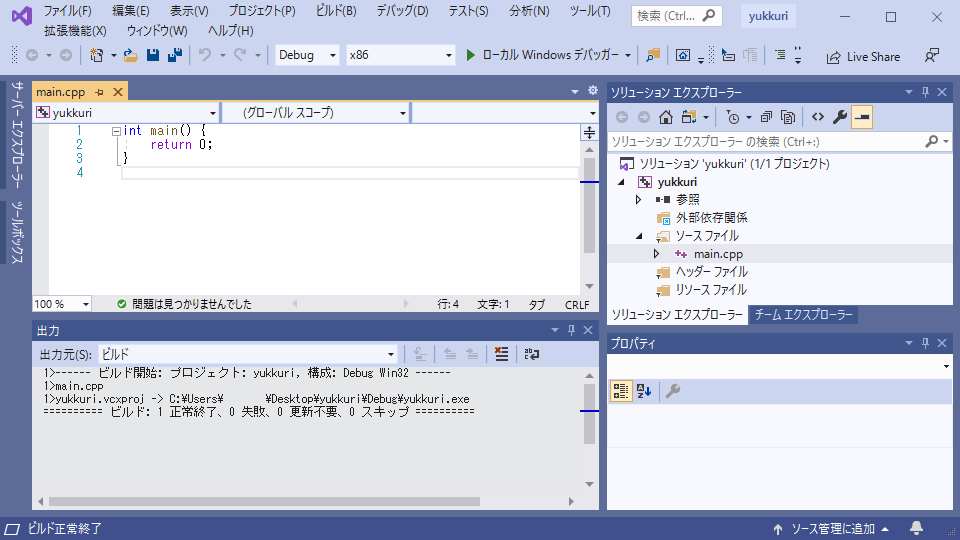 ファイル(F) 編集(E) 表示(V) プロジェクト(P) ビルド(B) デバッグ(D) テスト(S) 分析(N) ツール(T) 検索 (Ctrl... yukkuri
拡張機能(X) ウィンドウ(W) ヘルプ(H)
Debug x86 ローカル Windows デバッガー Live Share
サーバー エクスプローラー
ツールボックス
main.cpp
yukkuri (グローバル スコープ)
1 int main() {
2 return 0;
3 }
4
100 % 問題は見つかりませんでした 行: 4 文字: 1 タブ CRLF
出力
出力元(S): ビルド
1>------ ビルド開始: プロジェクト: yukkuri, 構成: Debug Win32 ------
1>main.cpp
1>yukkuri.vcxproj -> C:¥Users¥ ¥Desktop¥yukkuri¥Debug¥yukkuri.exe
========== ビルド: 1 正常終了、0 失敗、0 更新不要、0 スキップ ==========
ソリューション エクスプローラー
ソリューション エクスプローラー の検索 (Ctrl+:)
ソリューション 'yukkuri' (1/1 プロジェクト)
yukkuri
参照
外部依存関係
ソース ファイル
main.cpp
ヘッダー ファイル
リソース ファイル
ソリューション エクスプローラー チーム エクスプローラー
プロパティ
ビルド正常終了 ソース管理に追加